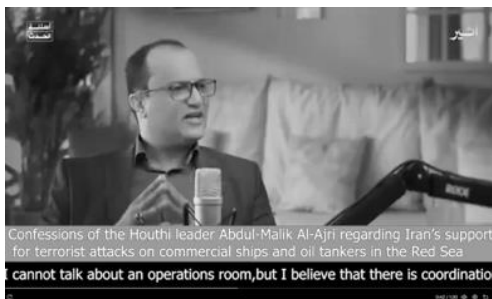 أثير
Confessions of the Houthi leader Abdul-Malik Al-Ajri regarding Iran's support
for terrorist attacks on commercial ships and oil tankers in the Red Sea
I cannot talk about an operations room,but I believe that there is coordinatio